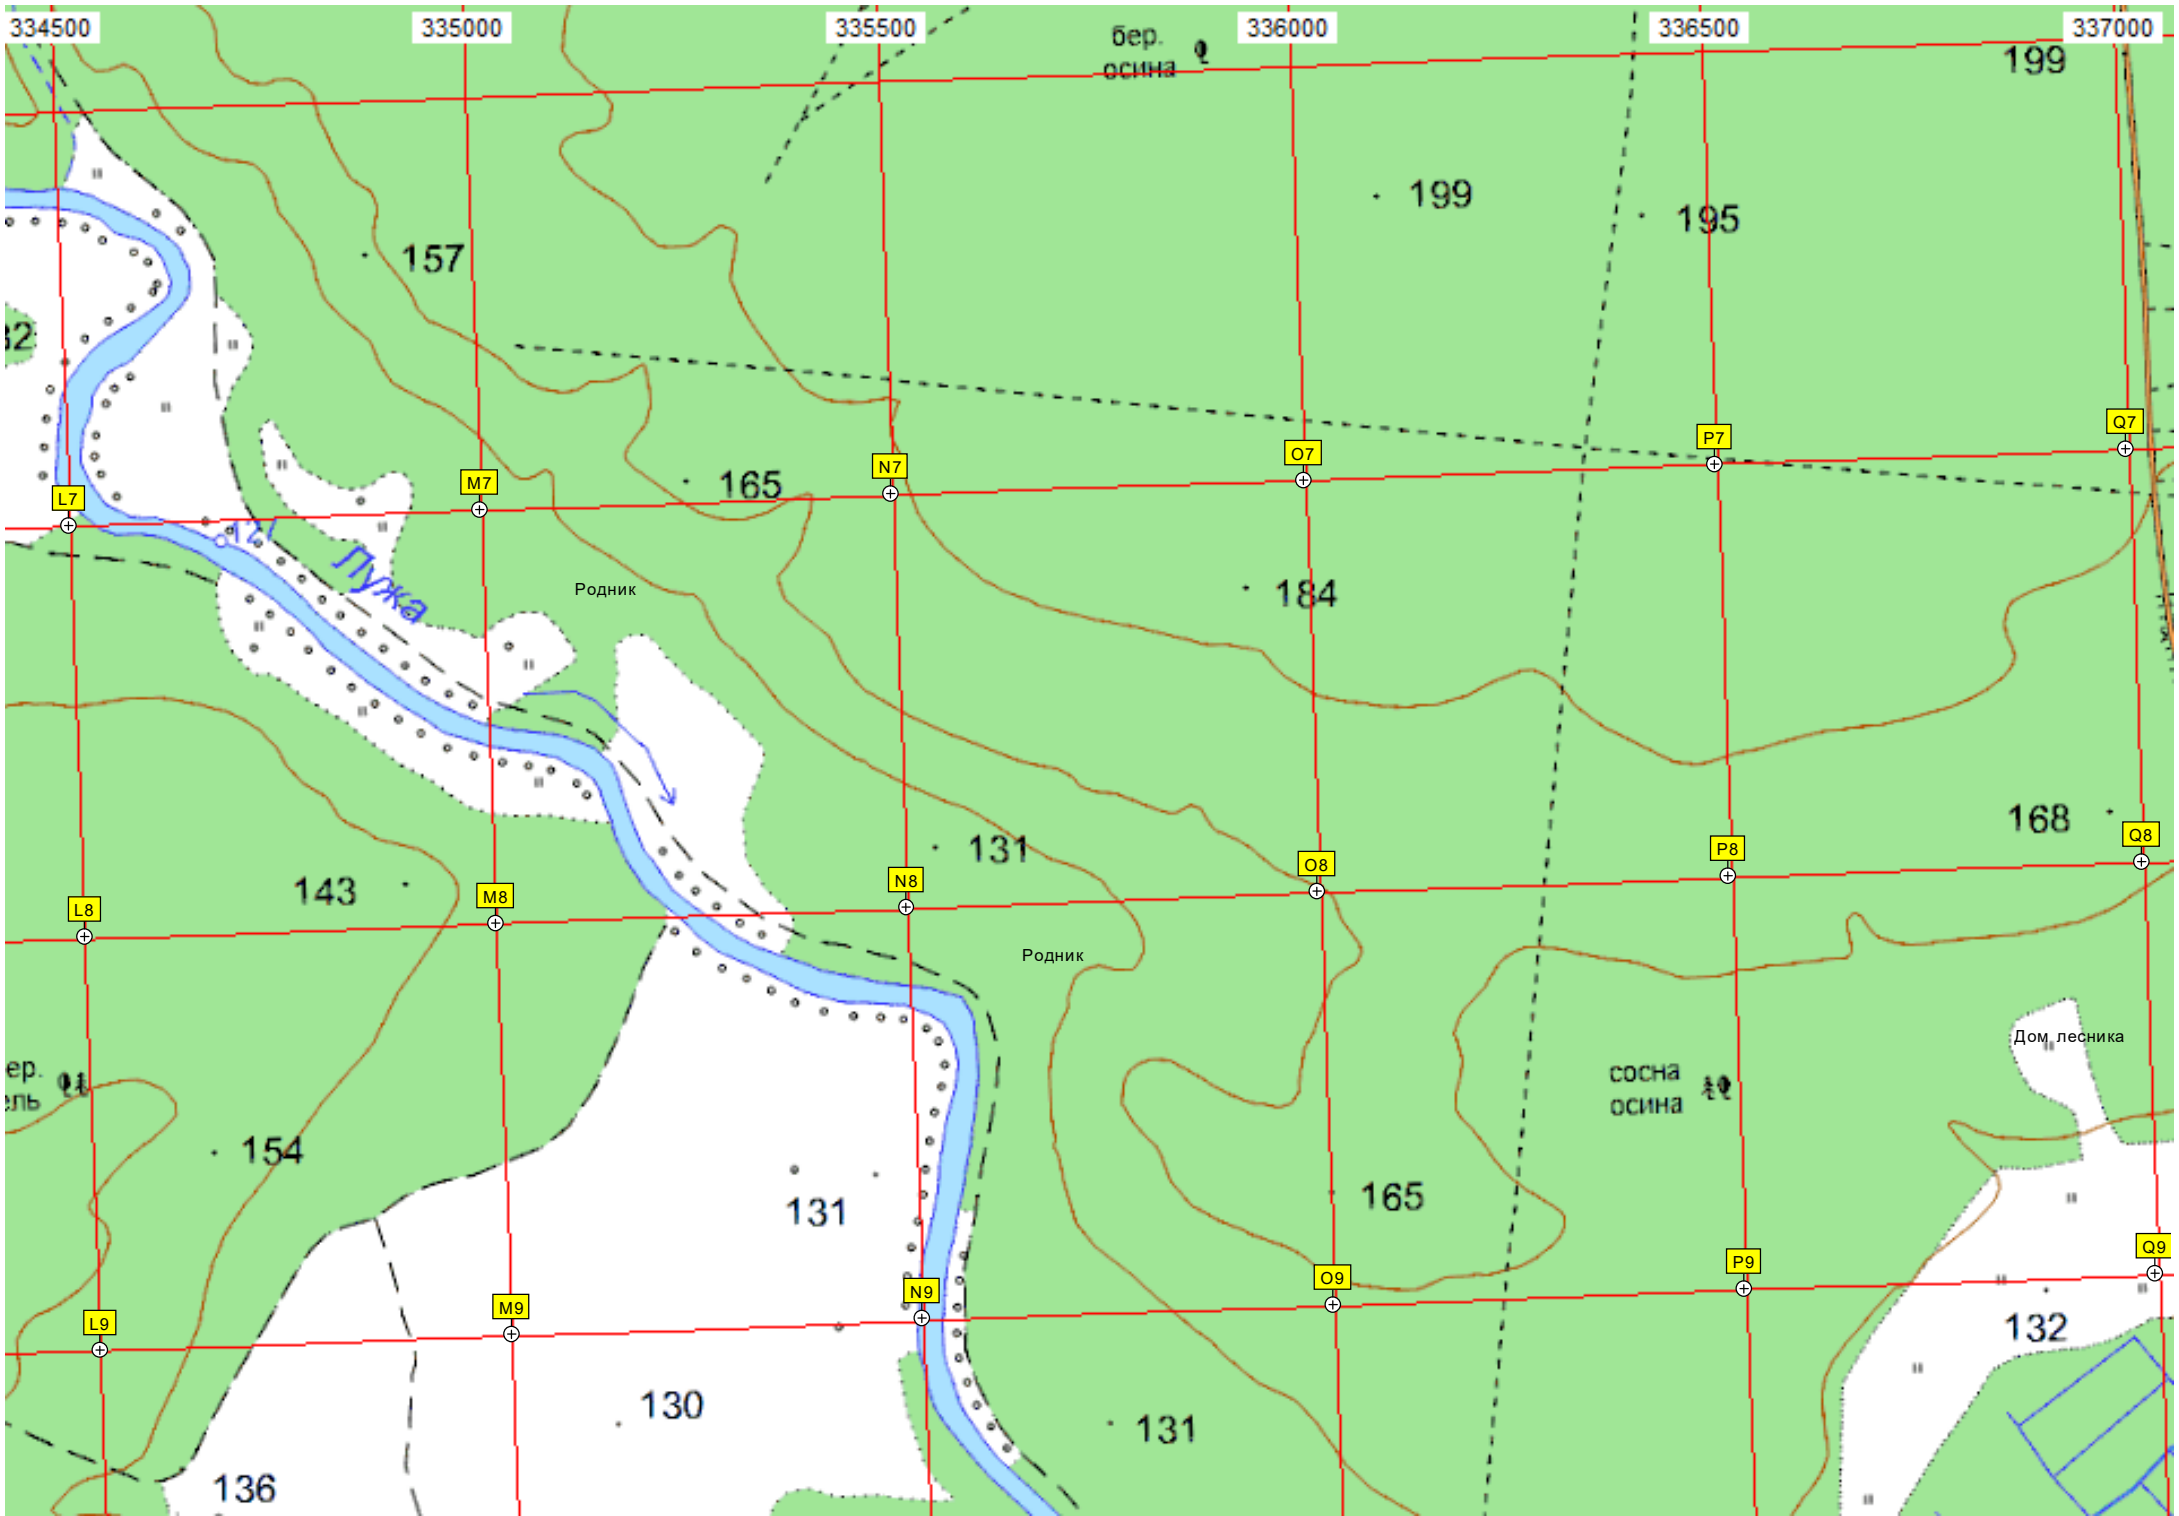 334500 335000 335500 336000 336500 337000
бер.
осина
199
199
195
157
Q7
P7
O7
N7
M7
L7
165
Лужа
Родник
184
168
Q8
P8
O8
N8
M8
L8
131
143
Родник
Дом лесника
сосна
осина
154
165
131
Q9
P9
O9
N9
M9
L9
132
130
131
136